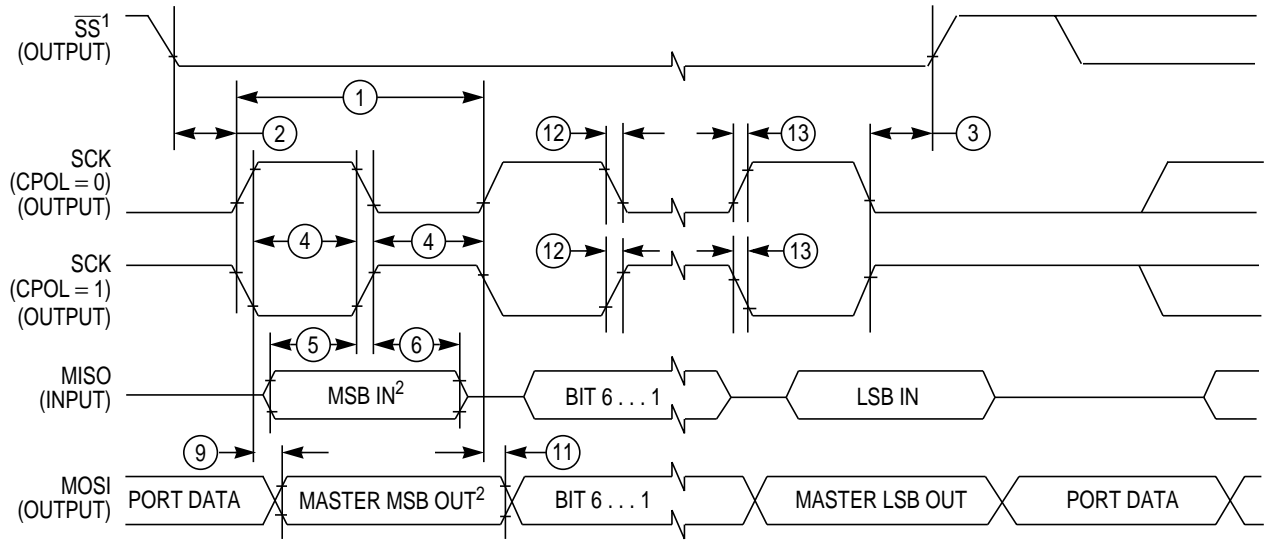 SS¹
(OUTPUT)
1
2
12
13
3
SCK
(CPOL = 0)
(OUTPUT)
4
4
SCK
(CPOL = 1)
(OUTPUT)
12
13
5
6
MISO
(INPUT)
MSB IN²
BIT 6 . . . 1
LSB IN
9
11
MOSI
(OUTPUT)
PORT DATA
MASTER MSB OUT²
BIT 6 . . . 1
MASTER LSB OUT
PORT DATA